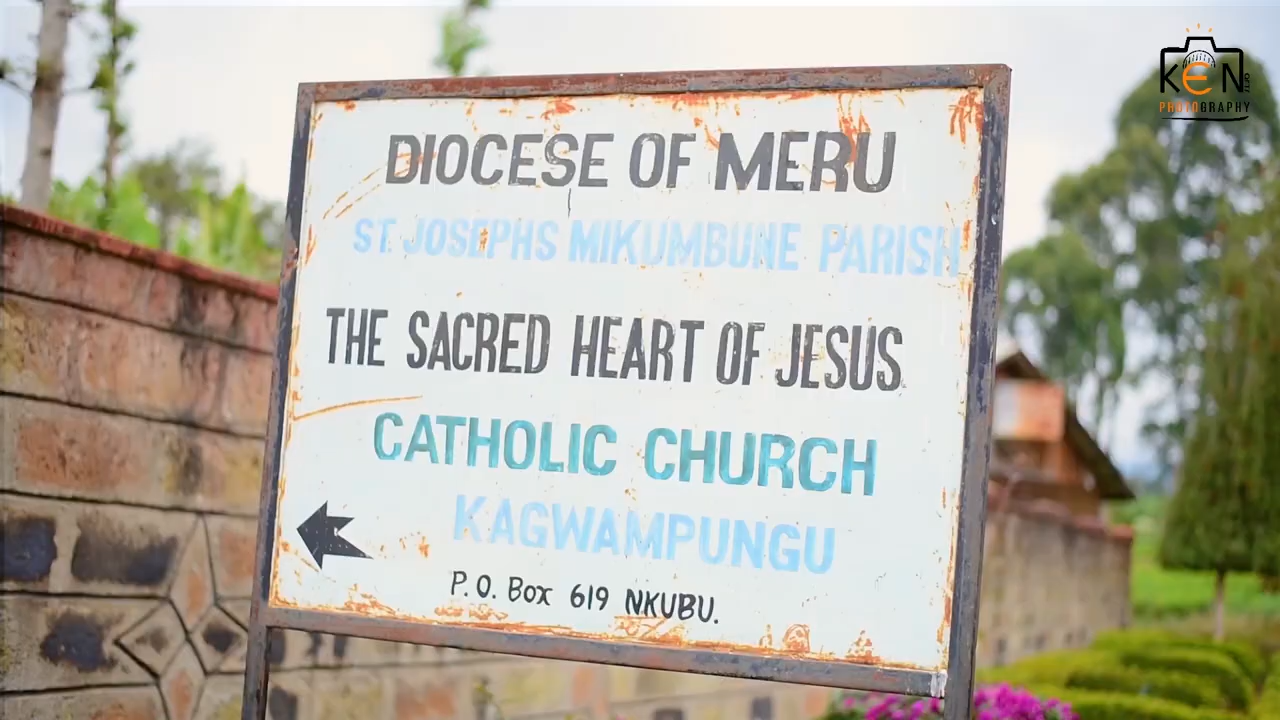 DIOCESE OF MERU
ST. JOSEPHS MIKUMBUNE PARISH
THE SACRED HEART OF JESUS
CATHOLIC CHURCH
KAGWAMPUNGU
P.O. Box 619 NKUBU.
KEN
PHOTOGRAPHY